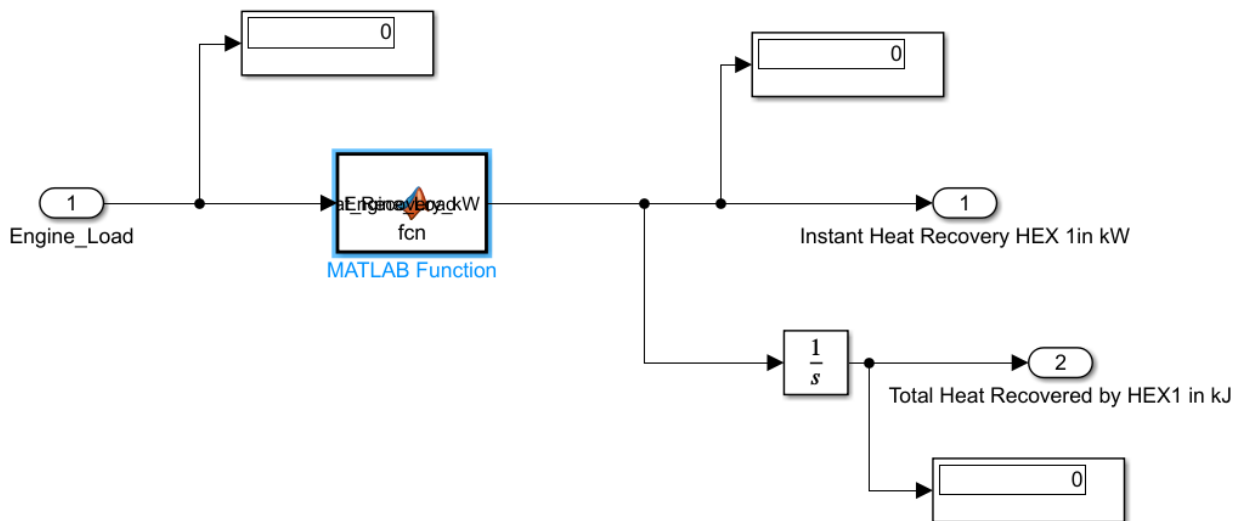 0
0
1
Engine_Load
fcn
MATLAB Function
1
Instant Heat Recovery HEX 1in kW
1
s
2
Total Heat Recovered by HEX1 in kJ
0